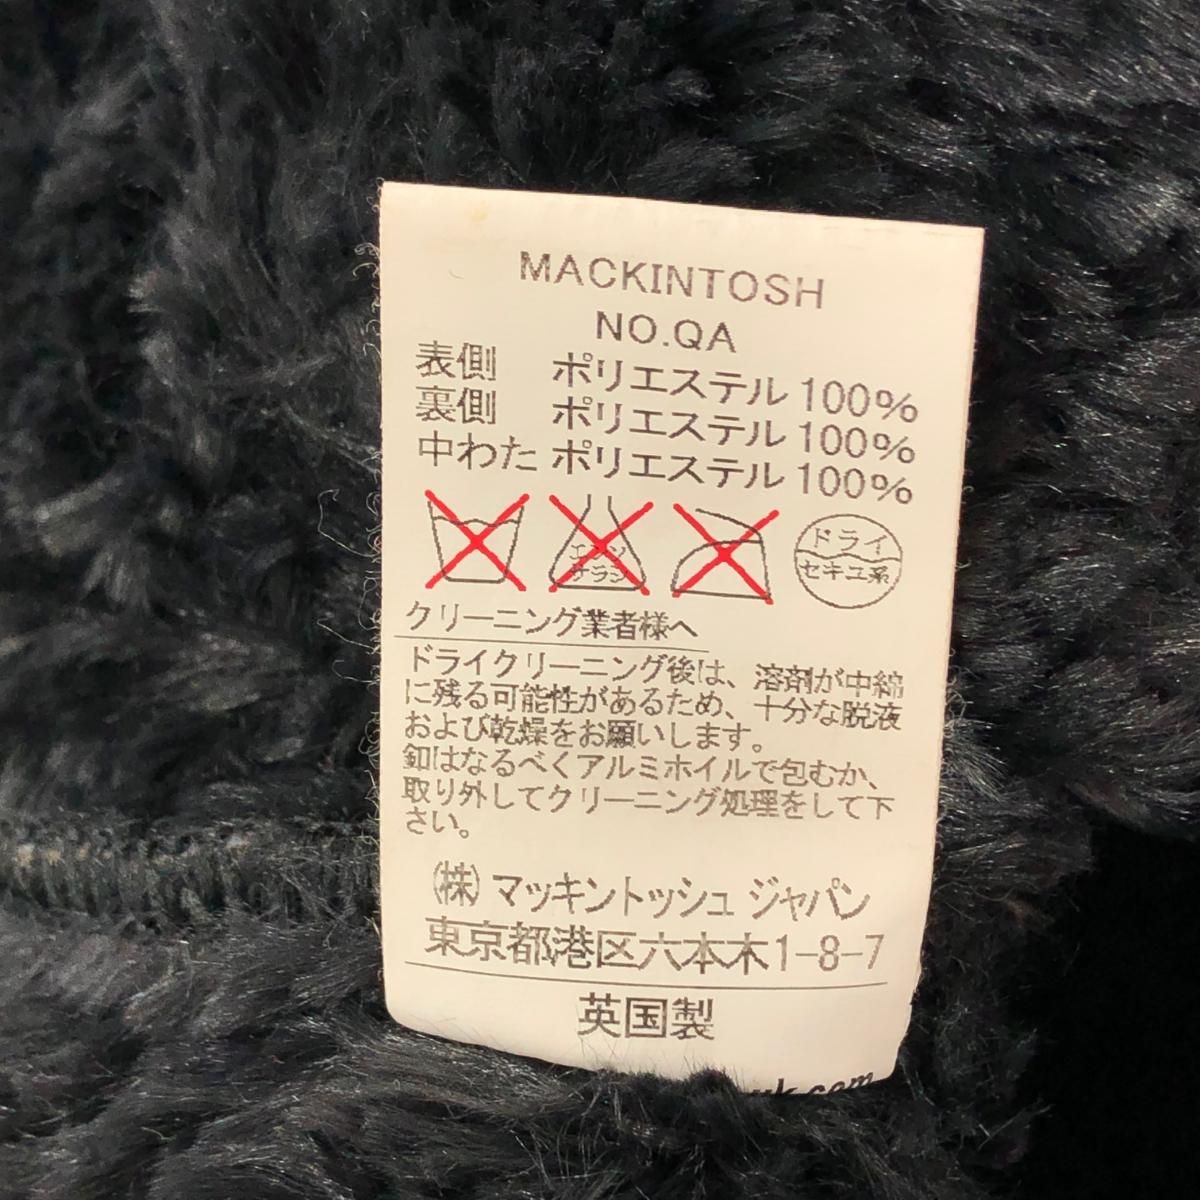 MACKINTOSH
NO.QA
表側 ポリエステル 100%
裏側 ポリエステル 100%
中わた ポリエステル 100%
エンソ サラシ
ドライ
セキユ系
クリーニング業者様へ
ドライクリーニング後は、溶剤が中綿
に残る可能性があるため、十分な脱液
および乾燥をお願いします。
釦はなるべくアルミホイルで包むか、
取り外してクリーニング処理をして下
さい。
(株) マッキントッシュ ジャパン
東京都港区六本木1-8-7
英国製
uk.com